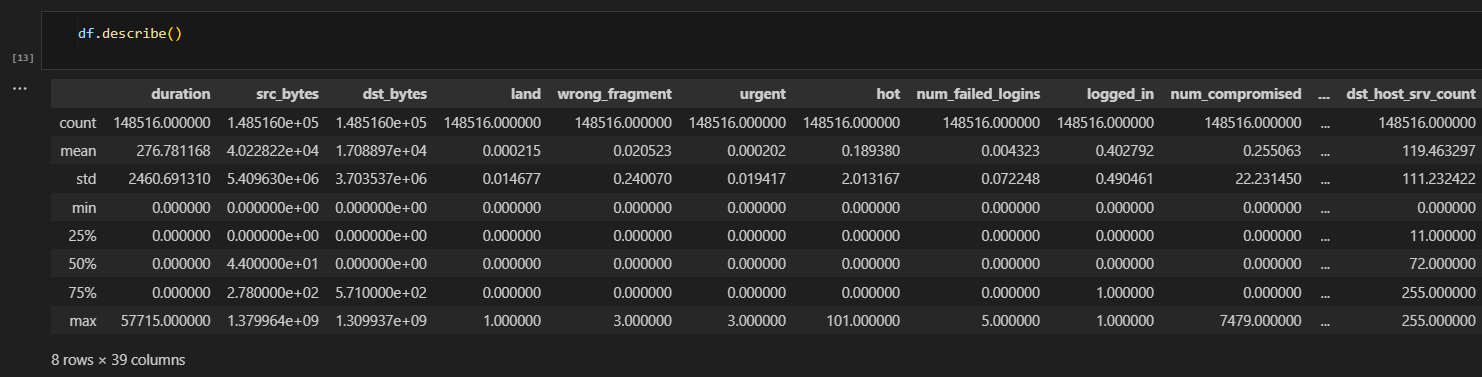 df.describe()
[13]
...
duration src_bytes dst_bytes land wrong_fragment urgent hot num_failed_logins logged_in num_compromised ... dst_host_srv_count
count 148516.000000 1.485160e+05 1.485160e+05 148516.000000 148516.000000 148516.000000 148516.000000 148516.000000 148516.000000 148516.000000 ... 148516.000000
mean 276.781168 4.022822e+04 1.708897e+04 0.000215 0.020523 0.000202 0.189380 0.004323 0.402792 0.255063 ... 119.463297
std 2460.691310 5.409630e+06 3.703537e+06 0.014677 0.240070 0.019417 2.013167 0.072248 0.490461 22.231450 ... 111.232422
min 0.000000 0.000000e+00 0.000000e+00 0.000000 0.000000 0.000000 0.000000 0.000000 0.000000 0.000000 ... 0.000000
25% 0.000000 0.000000e+00 0.000000e+00 0.000000 0.000000 0.000000 0.000000 0.000000 0.000000 0.000000 ... 11.000000
50% 0.000000 4.400000e+01 0.000000e+00 0.000000 0.000000 0.000000 0.000000 0.000000 0.000000 0.000000 ... 72.000000
75% 0.000000 2.780000e+02 5.710000e+02 0.000000 0.000000 0.000000 0.000000 0.000000 1.000000 0.000000 ... 255.000000
max 57715.000000 1.379964e+09 1.309937e+09 1.000000 3.000000 3.000000 101.000000 5.000000 1.000000 7479.000000 ... 255.000000
8 rows × 39 columns